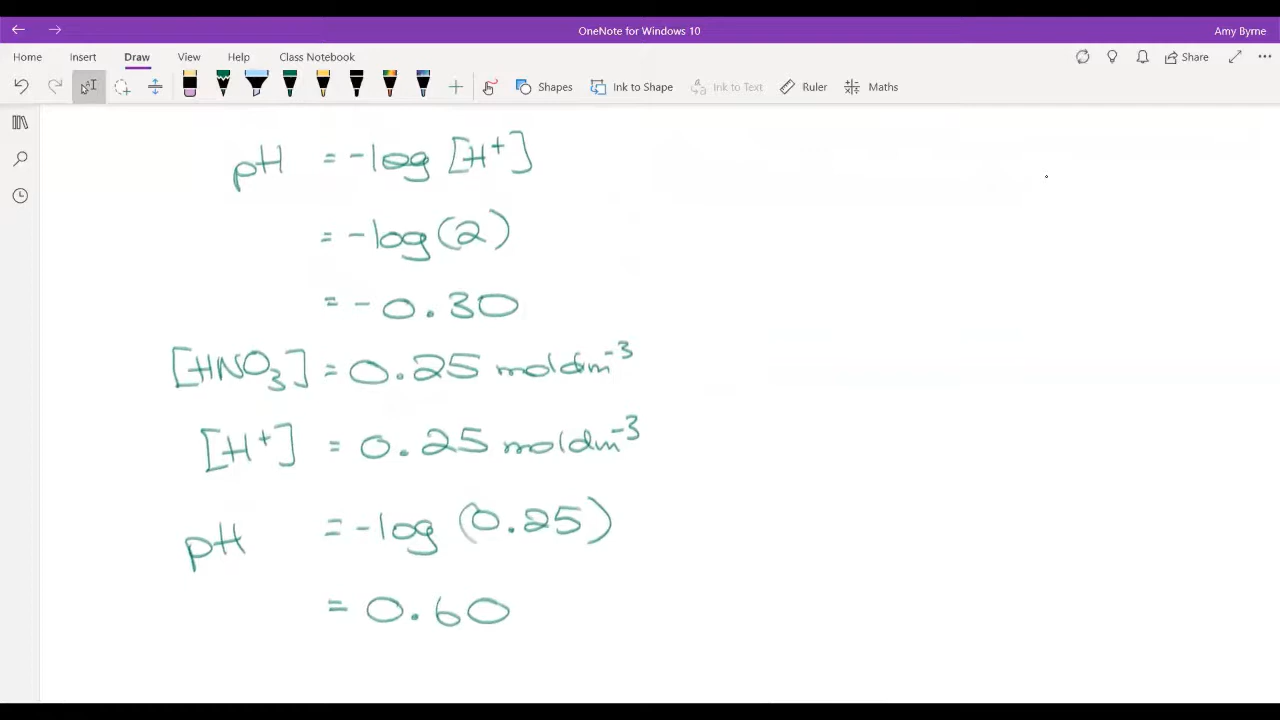 OneNote for Windows 10
Amy Byrne
Home Insert Draw View Help Class Notebook
Share
Shapes Ink to Shape Ink to Text Ruler Maths
pH = -log [H⁺]
= -log(2)
= -0.30
[HNO₃] = 0.25 moldm⁻³
[H⁺] = 0.25 moldm⁻³
pH = -log (0.25)
= 0.60